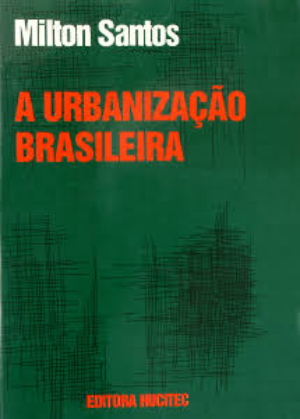 Milton Santos
A URBANIZAÇÃO
BRASILEIRA
EDITORA HUCITEC